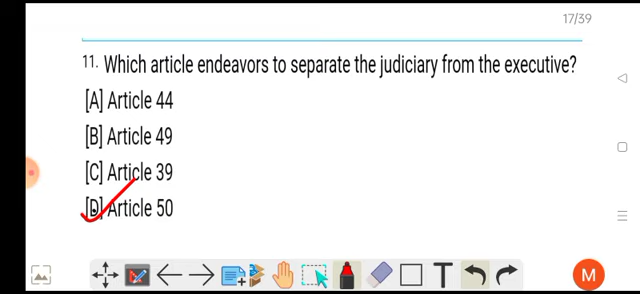 17/39
11. Which article endeavors to separate the judiciary from the executive?
[A] Article 44
[B] Article 49
[C] Article 39
[D] Article 50
T
M